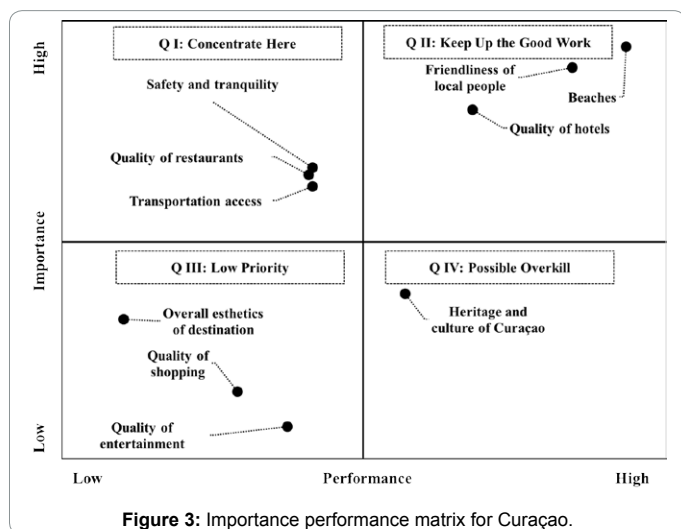 High
Importance
Low
Q I: Concentrate Here
Safety and tranquility
Quality of restaurants
Transportation access
Q II: Keep Up the Good Work
Friendliness of
local people
Beaches
Quality of hotels
Q III: Low Priority
Overall esthetics
of destination
Quality of
shopping
Quality of
entertainment
Q IV: Possible Overkill
Heritage and
culture of Curaçao
Low
Performance
High
Figure 3: Importance performance matrix for Curaçao.